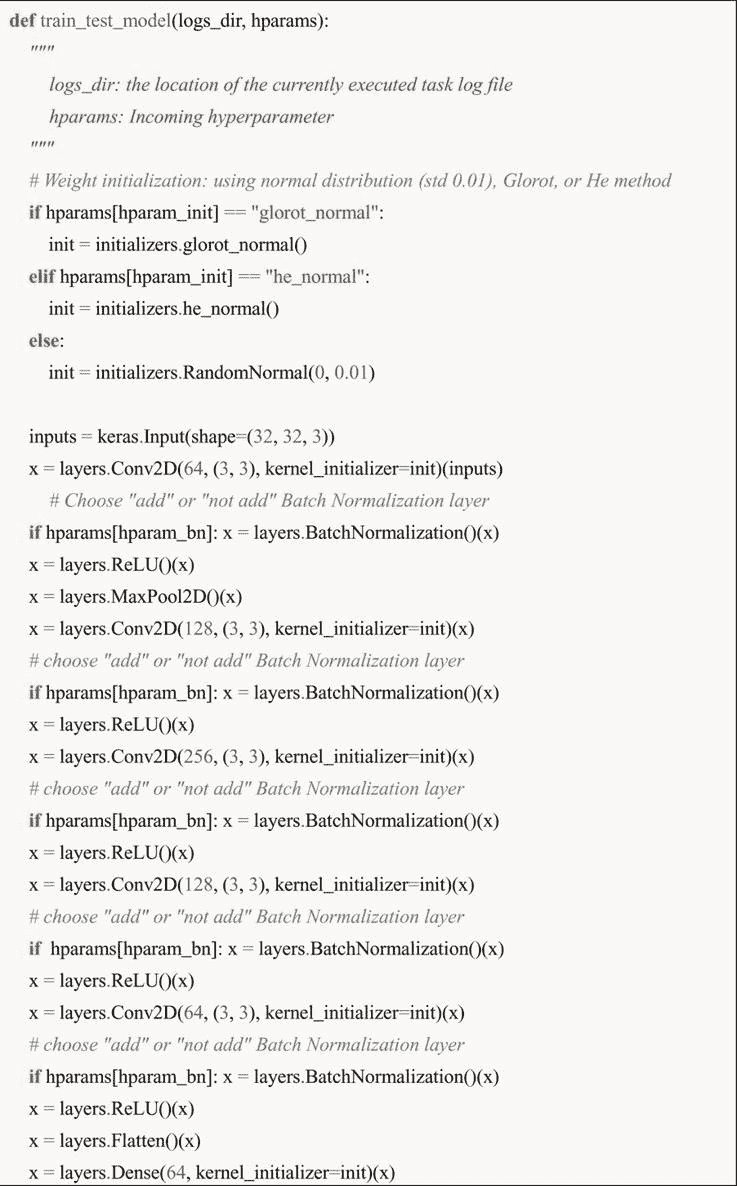 def train_test_model(logs_dir, hparams):
"""
logs_dir: the location of the currently executed task log file
hparams: Incoming hyperparameter
"""
# Weight initialization: using normal distribution (std 0.01), Glorot, or He method
if hparams[hparam_init] == "glorot_normal":
init = initializers.glorot_normal()
elif hparams[hparam_init] == "he_normal":
init = initializers.he_normal()
else:
init = initializers.RandomNormal(0, 0.01)
inputs = keras.Input(shape=(32, 32, 3))
x = layers.Conv2D(64, (3, 3), kernel_initializer=init)(inputs)
# Choose "add" or "not add" Batch Normalization layer
if hparams[hparam_bn]: x = layers.BatchNormalization()(x)
x = layers.ReLU()(x)
x = layers.MaxPool2D()(x)
x = layers.Conv2D(128, (3, 3), kernel_initializer=init)(x)
# choose "add" or "not add" Batch Normalization layer
if hparams[hparam_bn]: x = layers.BatchNormalization()(x)
x = layers.ReLU()(x)
x = layers.Conv2D(256, (3, 3), kernel_initializer=init)(x)
# choose "add" or "not add" Batch Normalization layer
if hparams[hparam_bn]: x = layers.BatchNormalization()(x)
x = layers.ReLU()(x)
x = layers.Conv2D(128, (3, 3), kernel_initializer=init)(x)
# choose "add" or "not add" Batch Normalization layer
if hparams[hparam_bn]: x = layers.BatchNormalization()(x)
x = layers.ReLU()(x)
x = layers.Conv2D(64, (3, 3), kernel_initializer=init)(x)
# choose "add" or "not add" Batch Normalization layer
if hparams[hparam_bn]: x = layers.BatchNormalization()(x)
x = layers.ReLU()(x)
x = layers.Flatten()(x)
x = layers.Dense(64, kernel_initializer=init)(x)